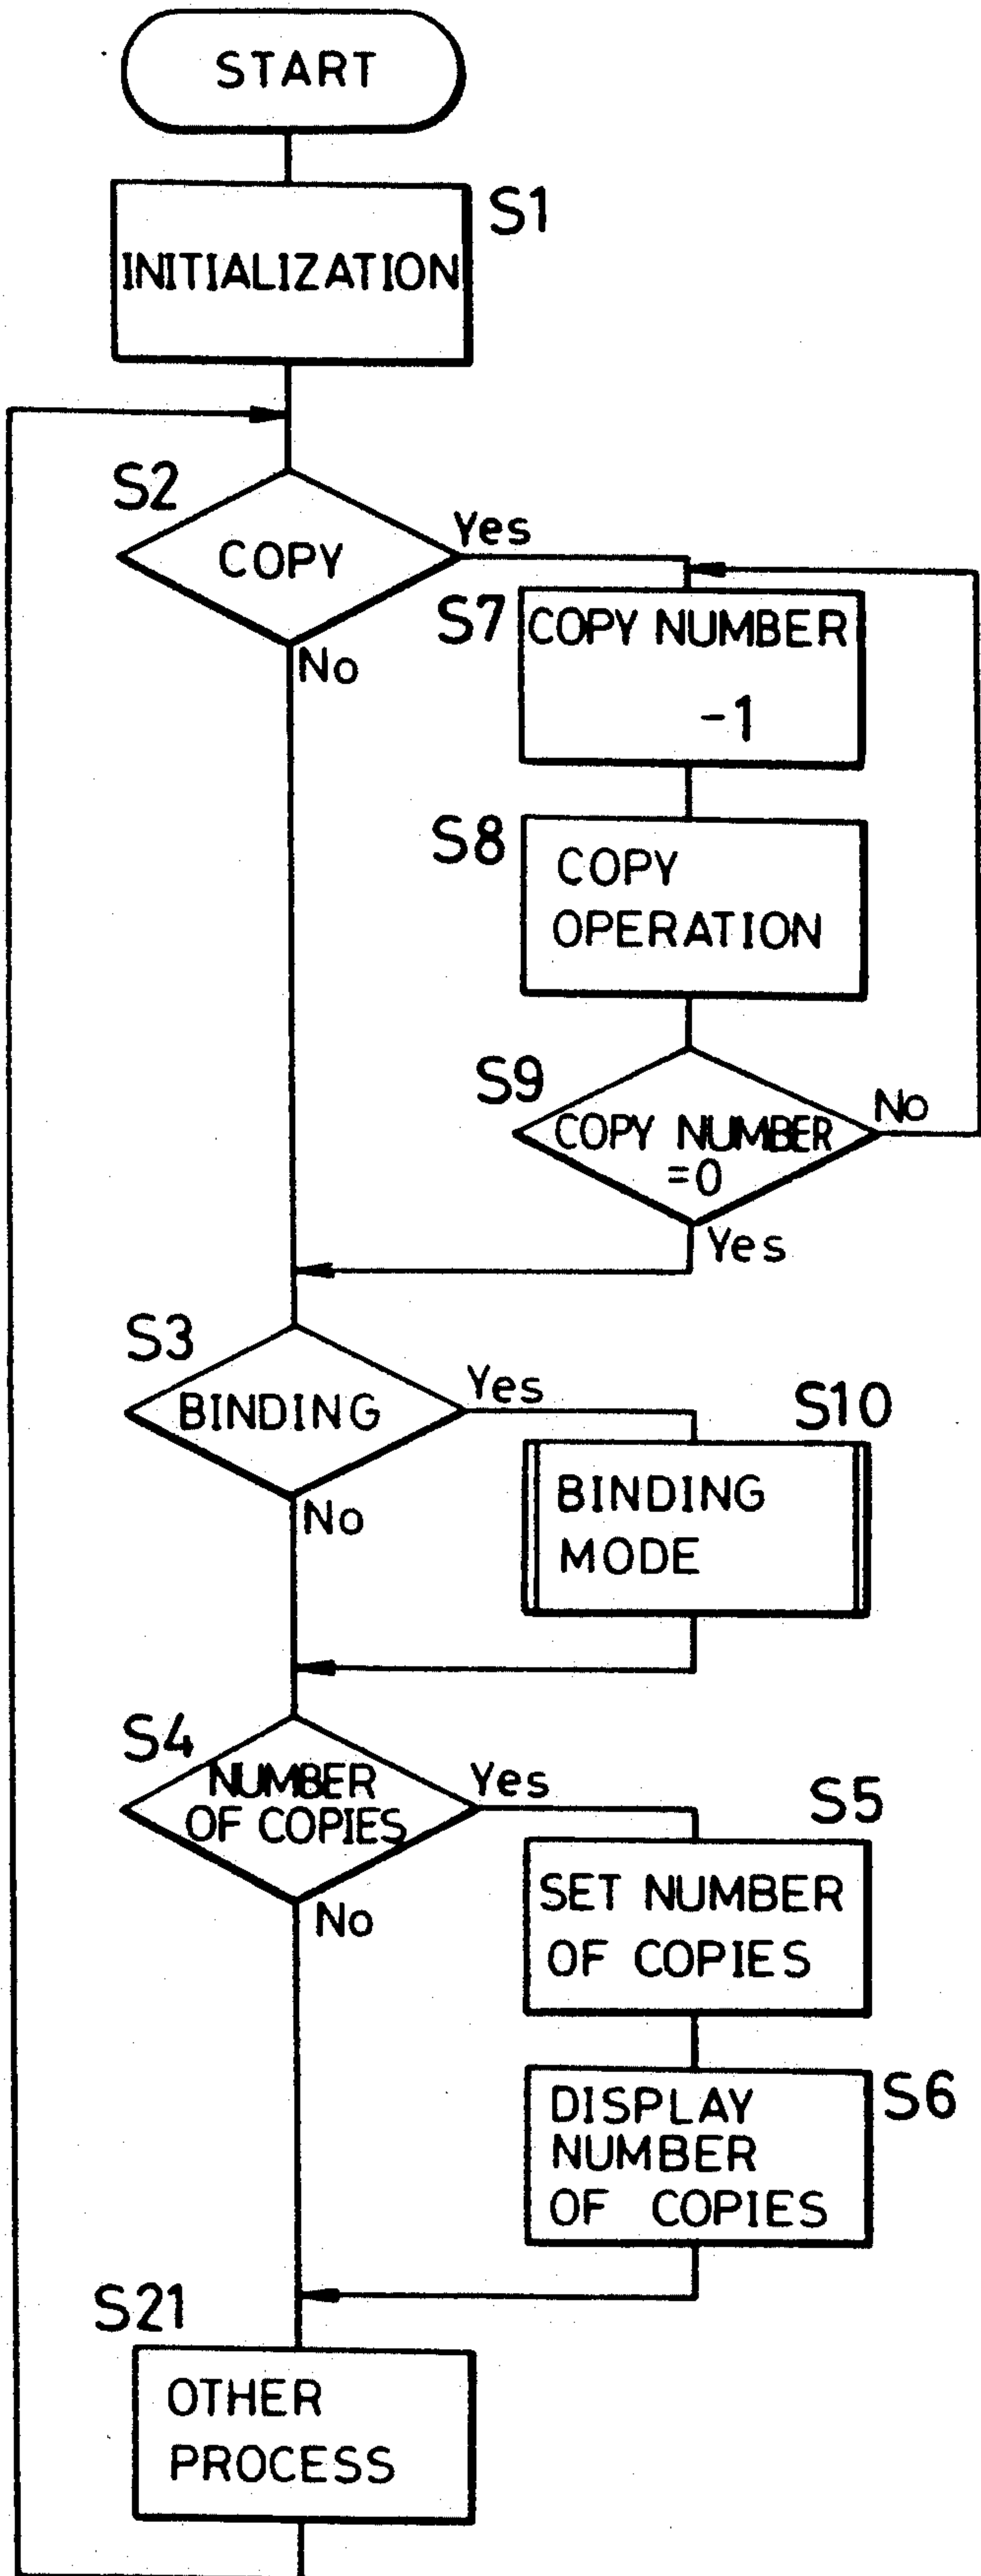 START
S1
INITIALIZATION
S2
COPY
Yes
No
S7
COPY NUMBER
-1
S8
COPY
OPERATION
S9
COPY NUMBER
=0
No
Yes
S3
BINDING
Yes
No
S10
BINDING
MODE
S4
NUMBER
OF COPIES
Yes
No
S5
SET NUMBER
OF COPIES
S6
DISPLAY
NUMBER
OF COPIES
S21
OTHER
PROCESS